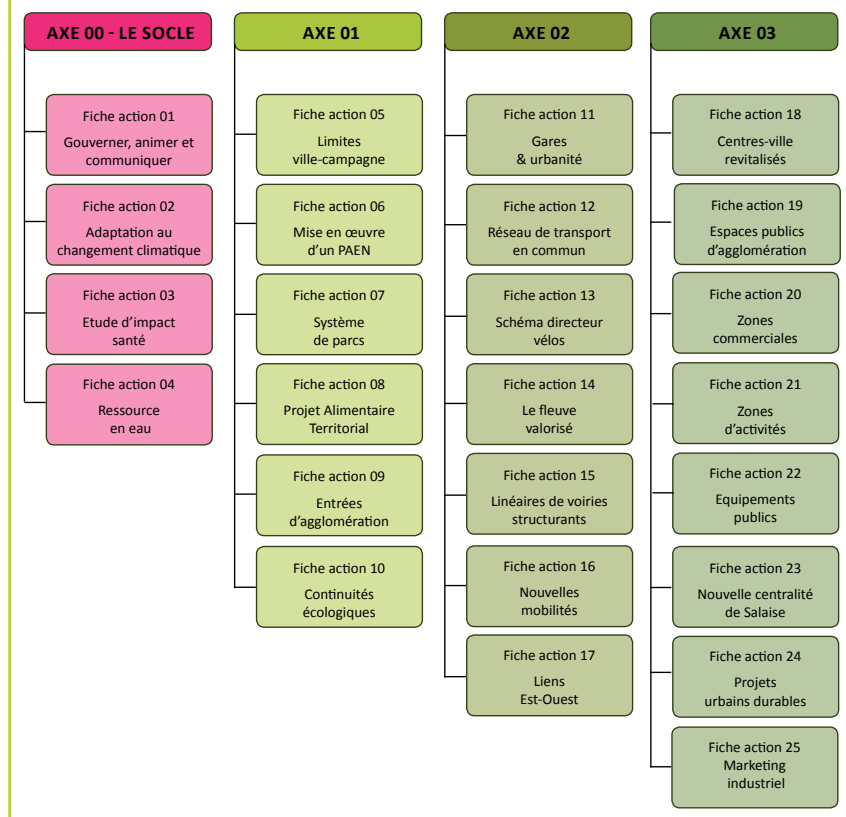 AXE 00 - LE SOCLE
Fiche action 01
Gouverner, animer et
communiquer
Fiche action 02
Adaptation au
changement climatique
Fiche action 03
Etude d'impact
santé
Fiche action 04
Ressource
en eau
AXE 01
Fiche action 05
Limites
ville-campagne
Fiche action 06
Mise en œuvre
d'un PAEN
Fiche action 07
Système
de parcs
Fiche action 08
Projet Alimentaire
Territorial
Fiche action 09
Entrées
d'agglomération
Fiche action 10
Continuités
écologiques
AXE 02
Fiche action 11
Gares
& urbanité
Fiche action 12
Réseau de transport
en commun
Fiche action 13
Schéma directeur
vélos
Fiche action 14
Le fleuve
valorisé
Fiche action 15
Linéaires de voiries
structurants
Fiche action 16
Nouvelles
mobilités
Fiche action 17
Liens
Est-Ouest
AXE 03
Fiche action 18
Centres-ville
revitalisés
Fiche action 19
Espaces publics
d'agglomération
Fiche action 20
Zones
commerciales
Fiche action 21
Zones
d'activités
Fiche action 22
Equipements
publics
Fiche action 23
Nouvelle centralité
de Salaise
Fiche action 24
Projets
urbains durables
Fiche action 25
Marketing
industriel